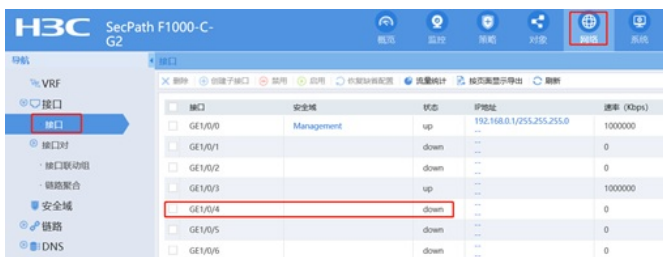 H3C SecPath F1000-C-G2
概览 监控 策略 对象 网络 系统
导航
接口
VRF
接口
接口
接口对
接口联动组
链路聚合
安全域
链路
DNS
删除 创建子接口 禁用 启用 恢复缺省配置 流量统计 按页面显示导出 刷新
接口 安全域 状态 IP地址 速率 (Kbps)
GE1/0/0 Management up 192.168.0.1/255.255.255.0 -- 1000000
GE1/0/1 down -- -- 0
GE1/0/2 down -- -- 0
GE1/0/3 up -- -- 1000000
GE1/0/4 down -- -- 0
GE1/0/5 down -- -- 0
GE1/0/6 down -- -- 0